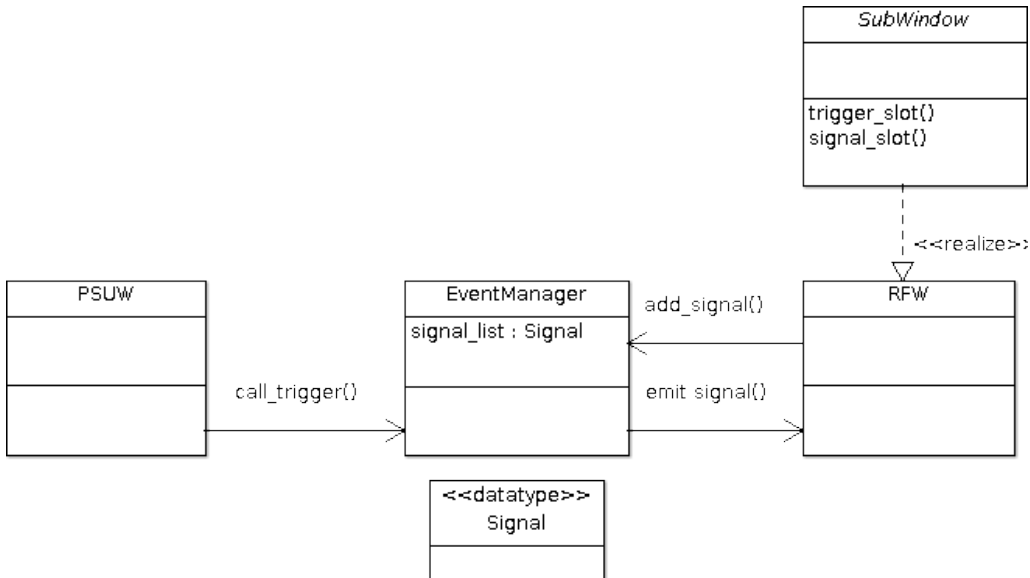 SubWindow
trigger_slot()
signal_slot()
<<realize>>
PSUW
EventManager
RFW
signal_list : Signal
add_signal()
call_trigger()
emit signal()
<<datatype>>
Signal